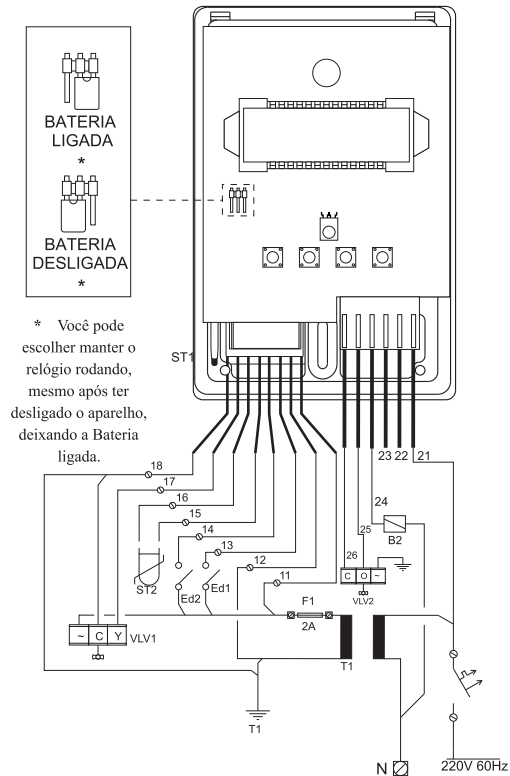 BATERIA
LIGADA
*
BATERIA
DESLIGADA
*
* Você pode
escolher manter o
relógio rodando,
mesmo após ter
desligado o aparelho,
deixando a Bateria
ligada.
ST1
18
17
16
15
14
13
12
11
23 22 21
24
25
26
B2
ST2
Ed2
Ed1
F1
2A
C O ~
VLV2
~ C Y
VLV1
T1
T1
N
220V 60Hz